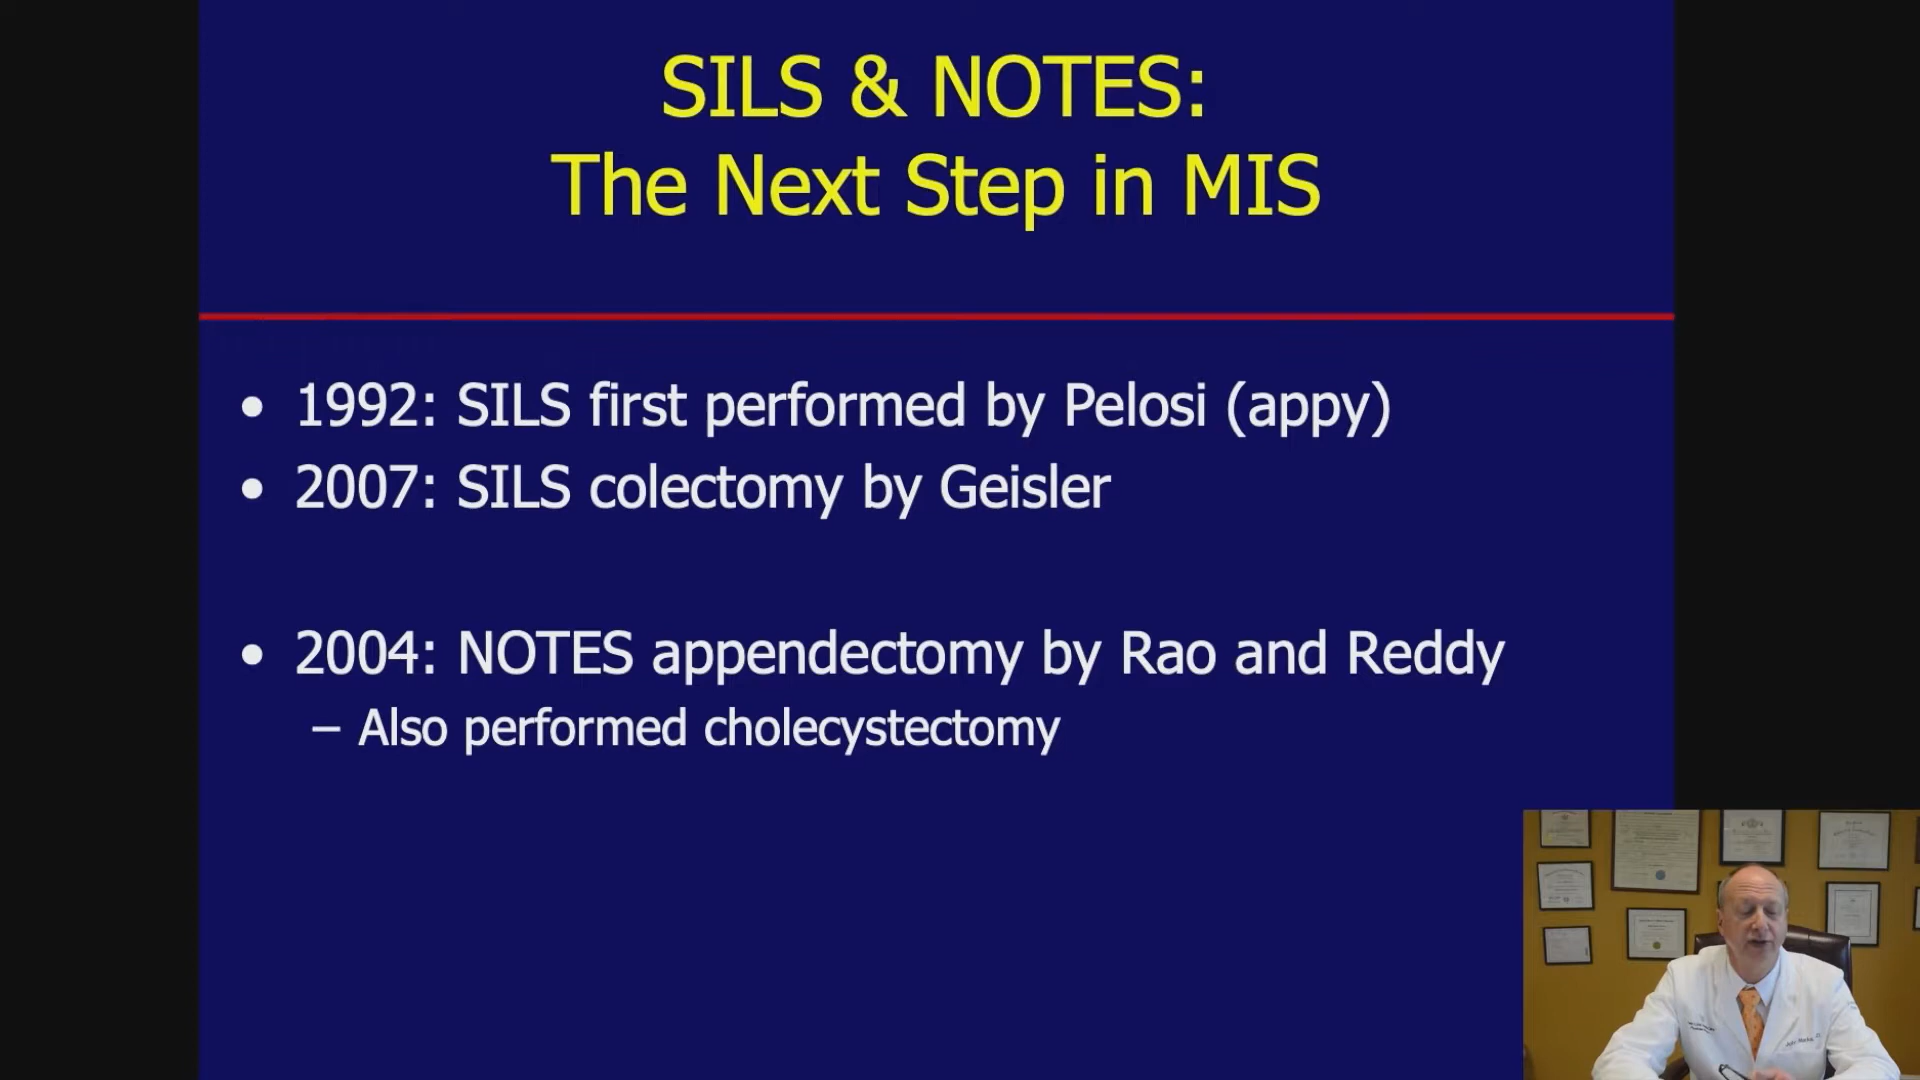 SILS & NOTES:
The Next Step in MIS
• 1992: SILS first performed by Pelosi (appy)
• 2007: SILS colectomy by Geisler
• 2004: NOTES appendectomy by Rao and Reddy
– Also performed cholecystectomy